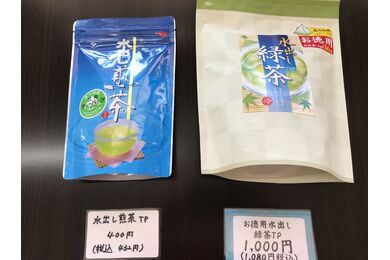 水出し煎茶
水出し
緑茶
お徳用
水出し煎茶TP
400円
(税込 432円)
お徳用水出し
緑茶TP
1,000円
(1,080円税込)